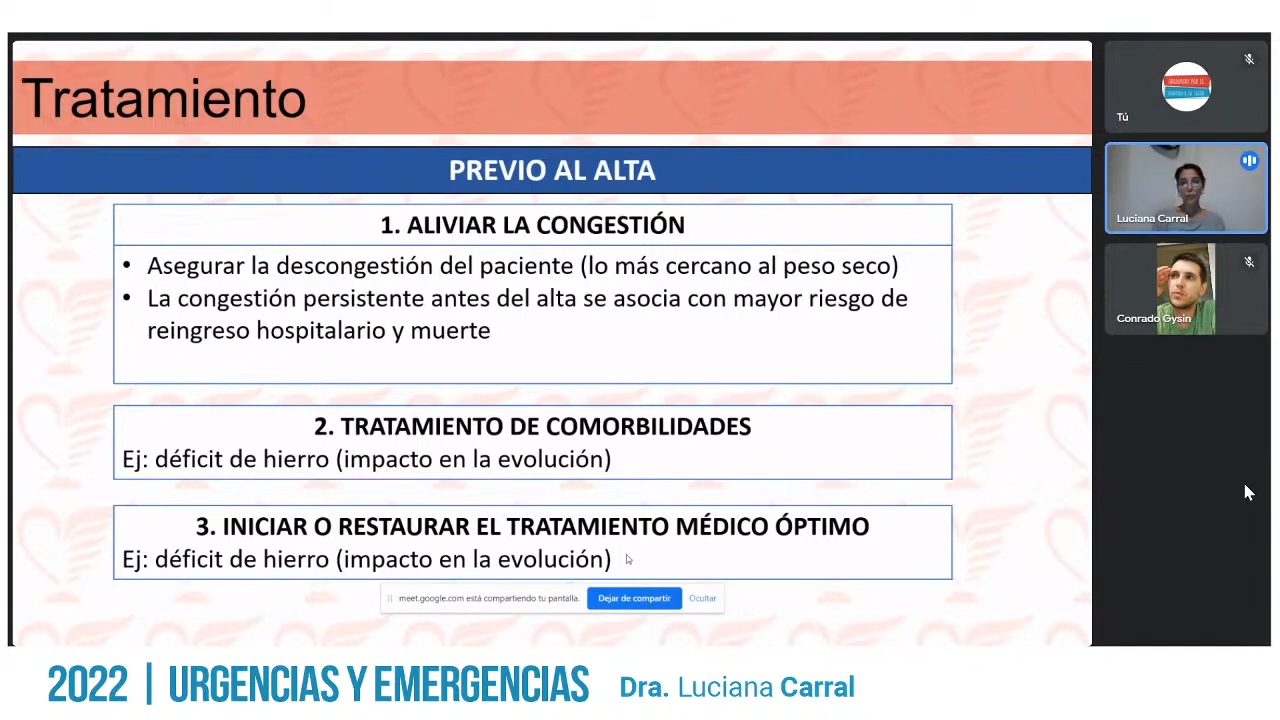 Tratamiento
PREVIO AL ALTA
1. ALIVIAR LA CONGESTIÓN
• Asegurar la descongestión del paciente (lo más cercano al peso seco)
• La congestión persistente antes del alta se asocia con mayor riesgo de
reingreso hospitalario y muerte
2. TRATAMIENTO DE COMORBILIDADES
Ej: déficit de hierro (impacto en la evolución)
3. INICIAR O RESTAURAR EL TRATAMIENTO MÉDICO ÓPTIMO
Ej: déficit de hierro (impacto en la evolución)
meet.google.com está compartiendo tu pantalla. Dejar de compartir Ocultar
Tú
Luciana Carral
Conrado Gysin
2022 | URGENCIAS Y EMERGENCIAS Dra. Luciana Carral